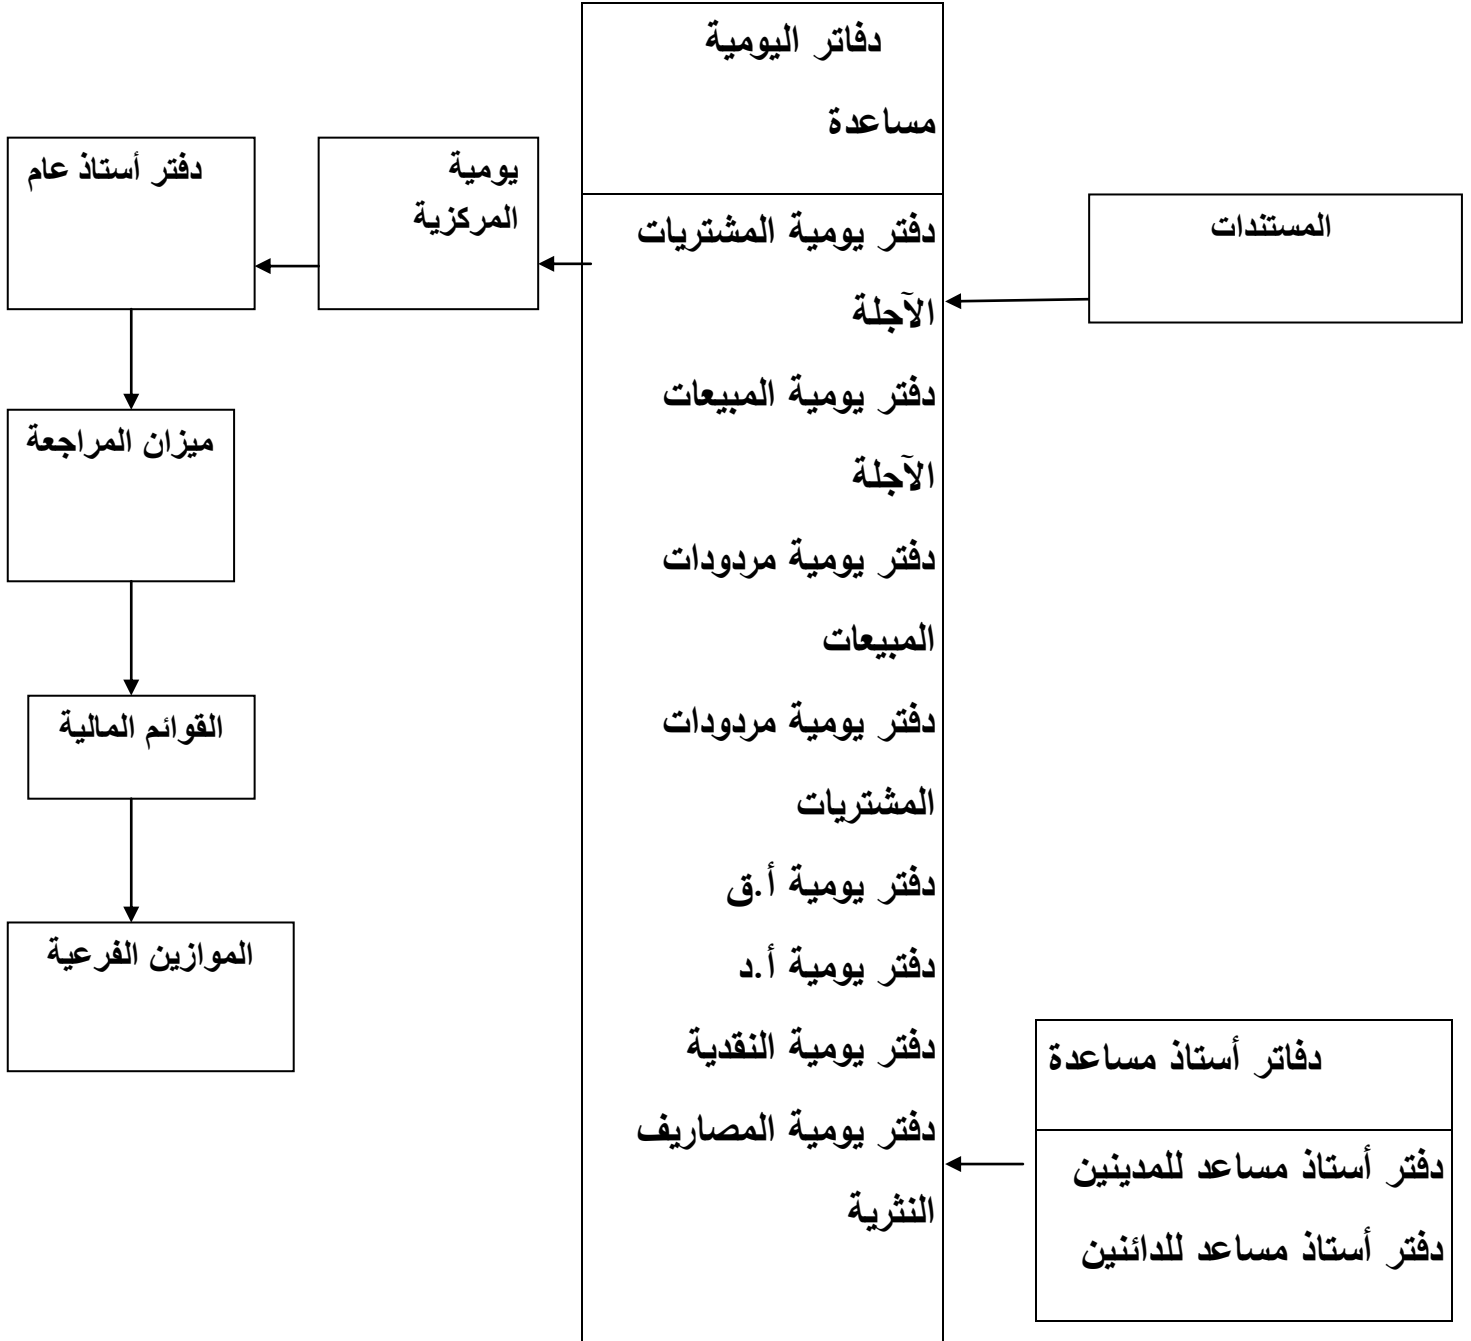 دفاتر اليومية
مساعدة
المستندات
دفتر يومية المشتريات
الآجلة
دفتر يومية المبيعات
الآجلة
دفتر يومية مردودات
المبيعات
دفتر يومية مردودات
المشتريات
دفتر يومية أ.ق
دفتر يومية أ.د
دفتر يومية النقدية
دفتر يومية المصاريف
النثرية
دفاتر أستاذ مساعدة
دفتر أستاذ مساعد للمدينين
دفتر أستاذ مساعد للدائنين
يومية
المركزية
دفتر أستاذ عام
ميزان المراجعة
القوائم المالية
الموازين الفرعية